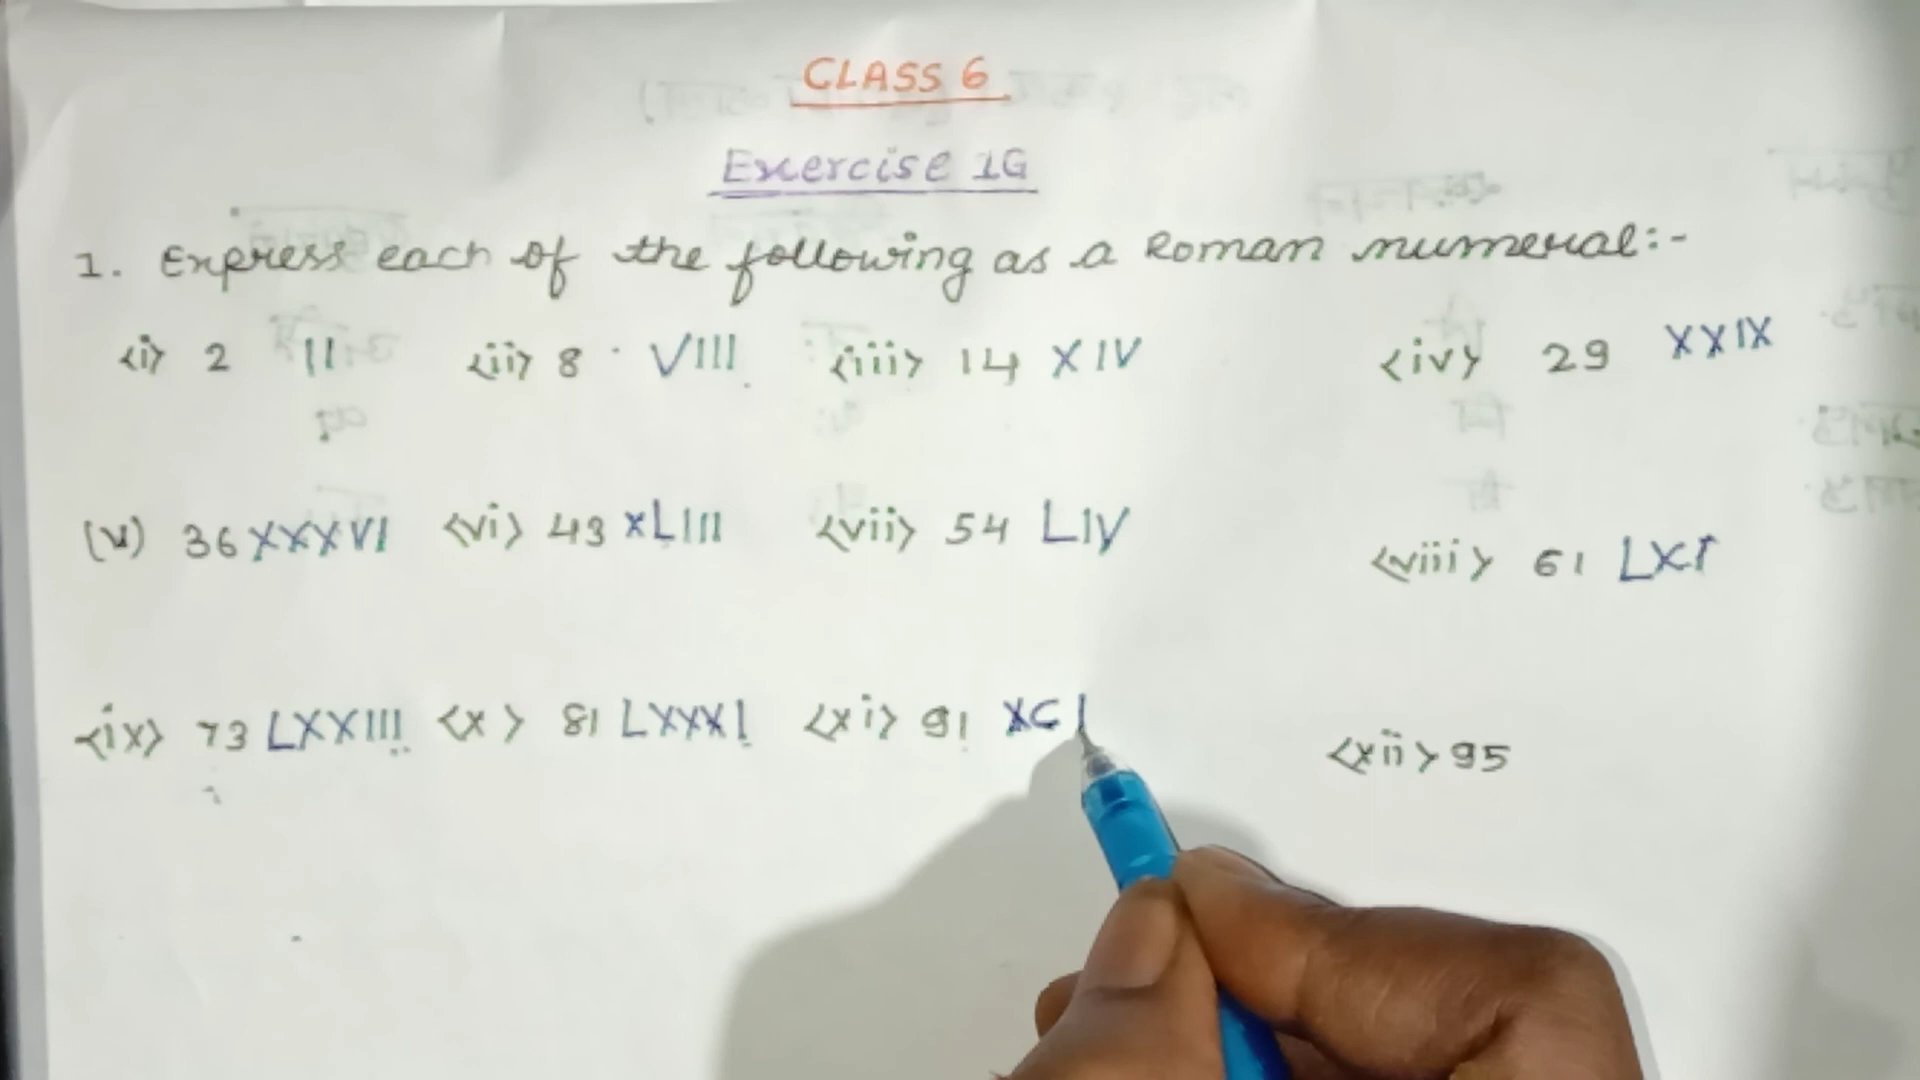 CLASS 6
Exercise 1G
1. Express each of the following as a Roman numeral:-
<i> 2 II <ii> 8 VIII <iii> 14 XIV <iv> 29 XXIX
(v) 36 XXXVI <vi> 43 XLIII <vii> 54 LIV <viii> 61 LXI
<ix> 73 LXXIII <x> 81 LXXXI <xi> 91 XCI <xii> 95